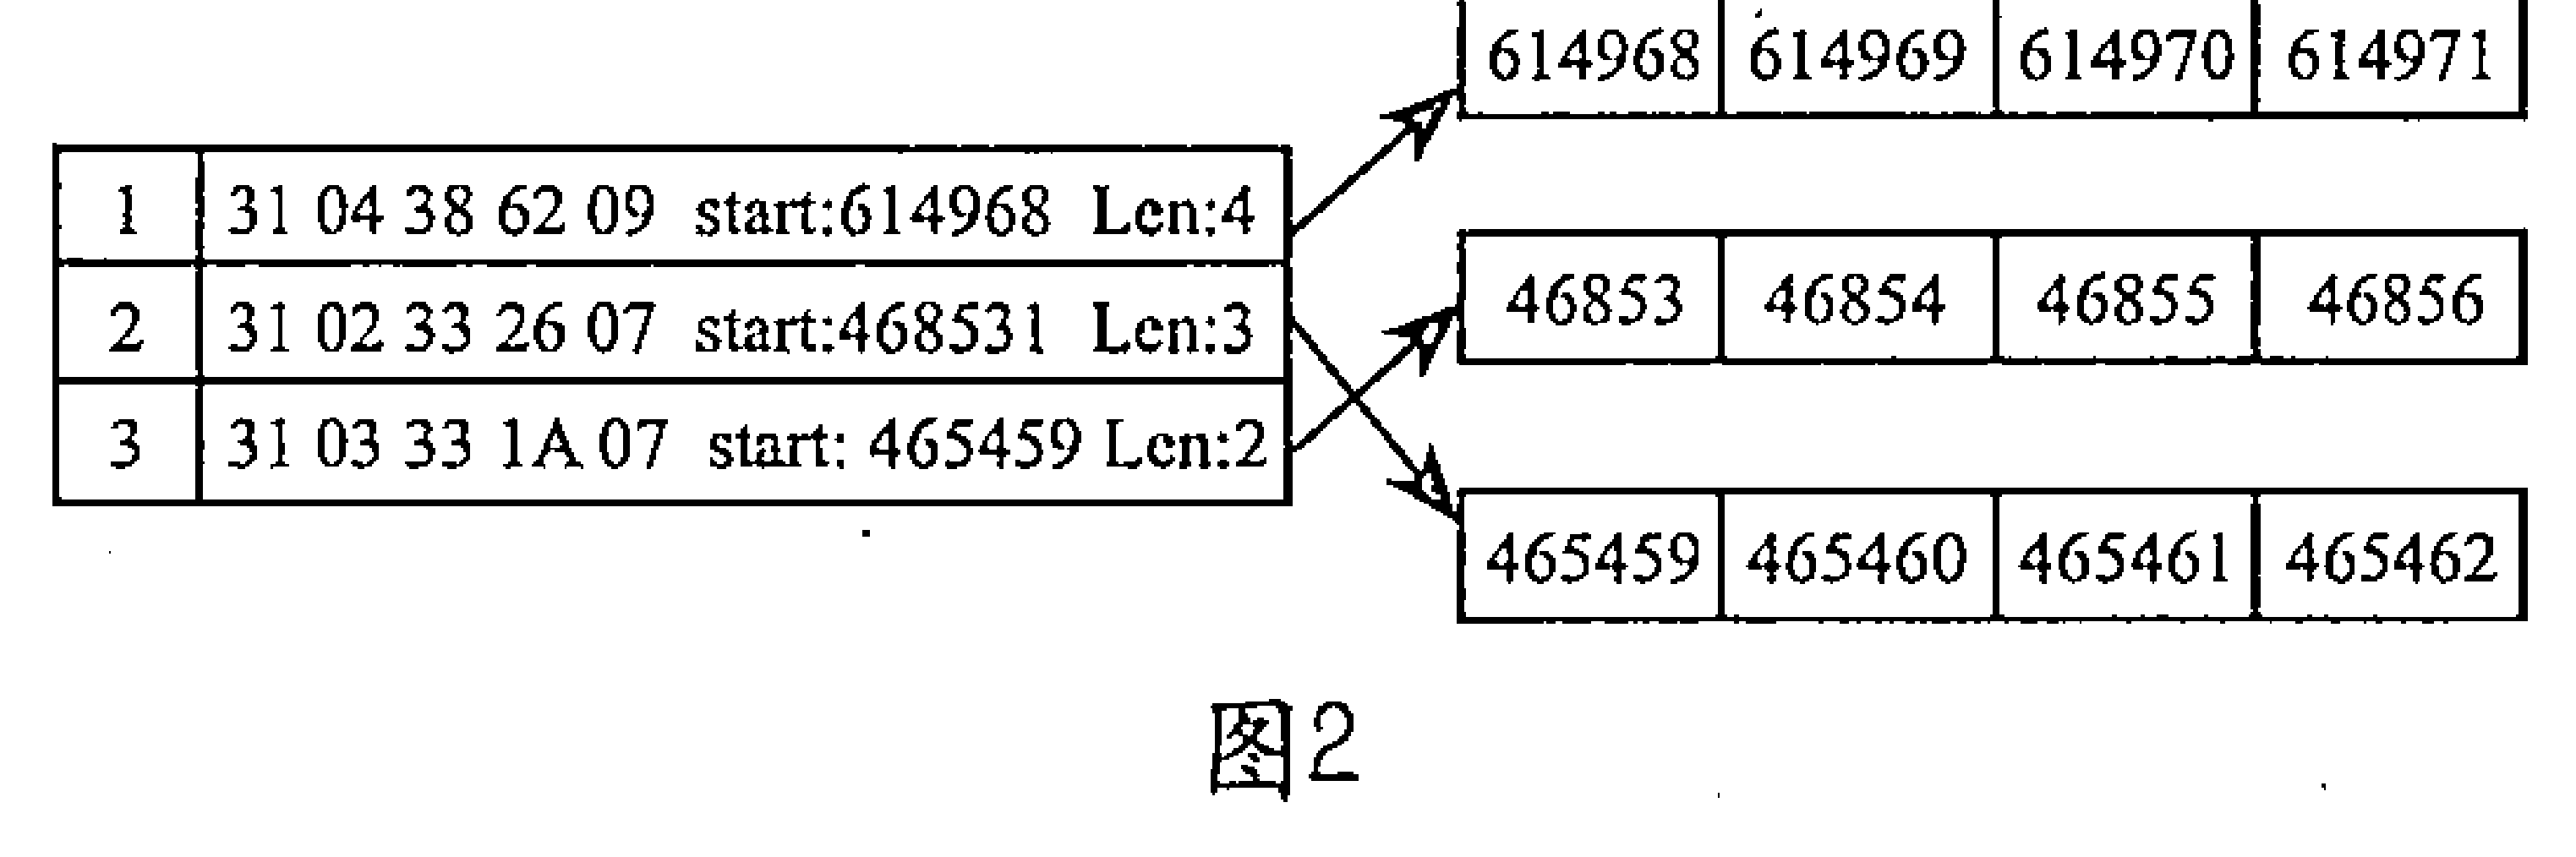 614968 614969 614970 614971
1 31 04 38 62 09 start:614968 Len:4
2 31 02 33 26 07 start:468531 Len:3
3 31 03 33 1A 07 start: 465459 Len:2
46853 46854 46855 46856
465459 465460 465461 465462
图2